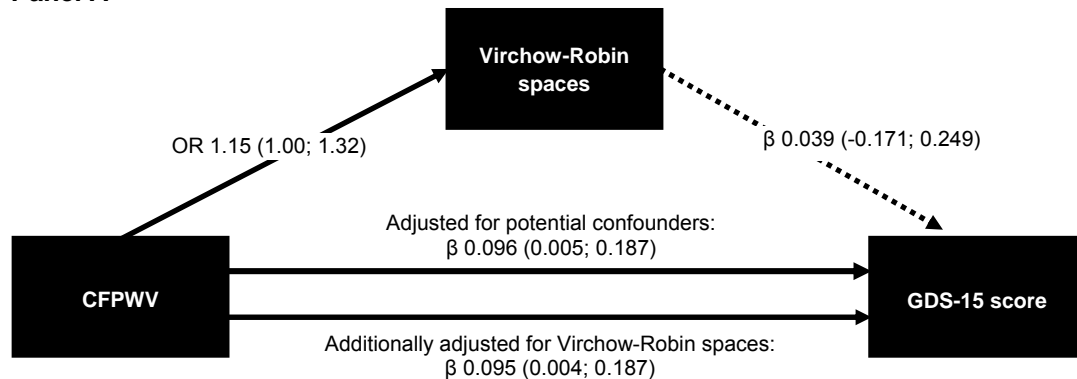 Virchow-Robin
spaces
OR 1.15 (1.00; 1.32)
β 0.039 (-0.171; 0.249)
Adjusted for potential confounders:
β 0.096 (0.005; 0.187)
CFPWV
GDS-15 score
Additionally adjusted for Virchow-Robin spaces:
β 0.095 (0.004; 0.187)